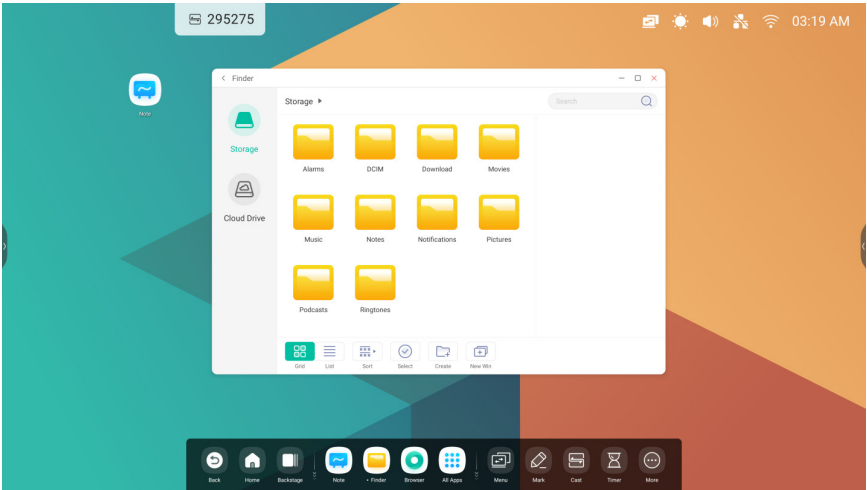 295275
03:19 AM
Note
Finder
Storage
Search
Storage
Cloud Drive
Alarms DCIM Download Movies
Music Notes Notifications Pictures
Podcasts Ringtones
Grid List Sort Select Create New Win
Back Home Backstage Note • Finder Browser All Apps Menu Mark Cast Timer More